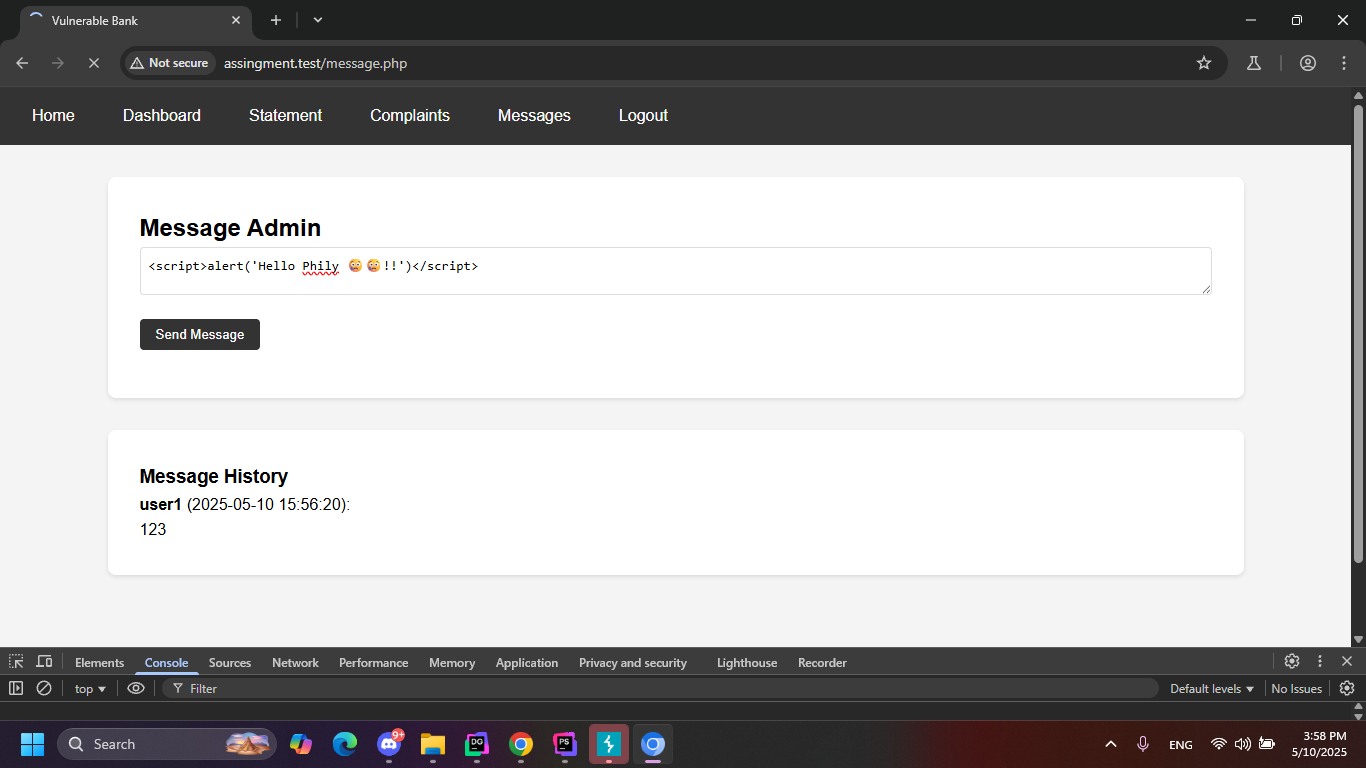 Vulnerable Bank
Not secure
assingment.test/message.php
Home
Dashboard
Statement
Complaints
Messages
Logout
Message Admin
<script>alert('Hello Phily 🤪🤪!!')</script>
Send Message
Message History
user1 (2025-05-10 15:56:20):
123
Elements
Console
Sources
Network
Performance
Memory
Application
Privacy and security
Lighthouse
Recorder
top
Filter
Default levels
No Issues
Search
9+
DG
PS
ENG
3:58 PM
5/10/2025